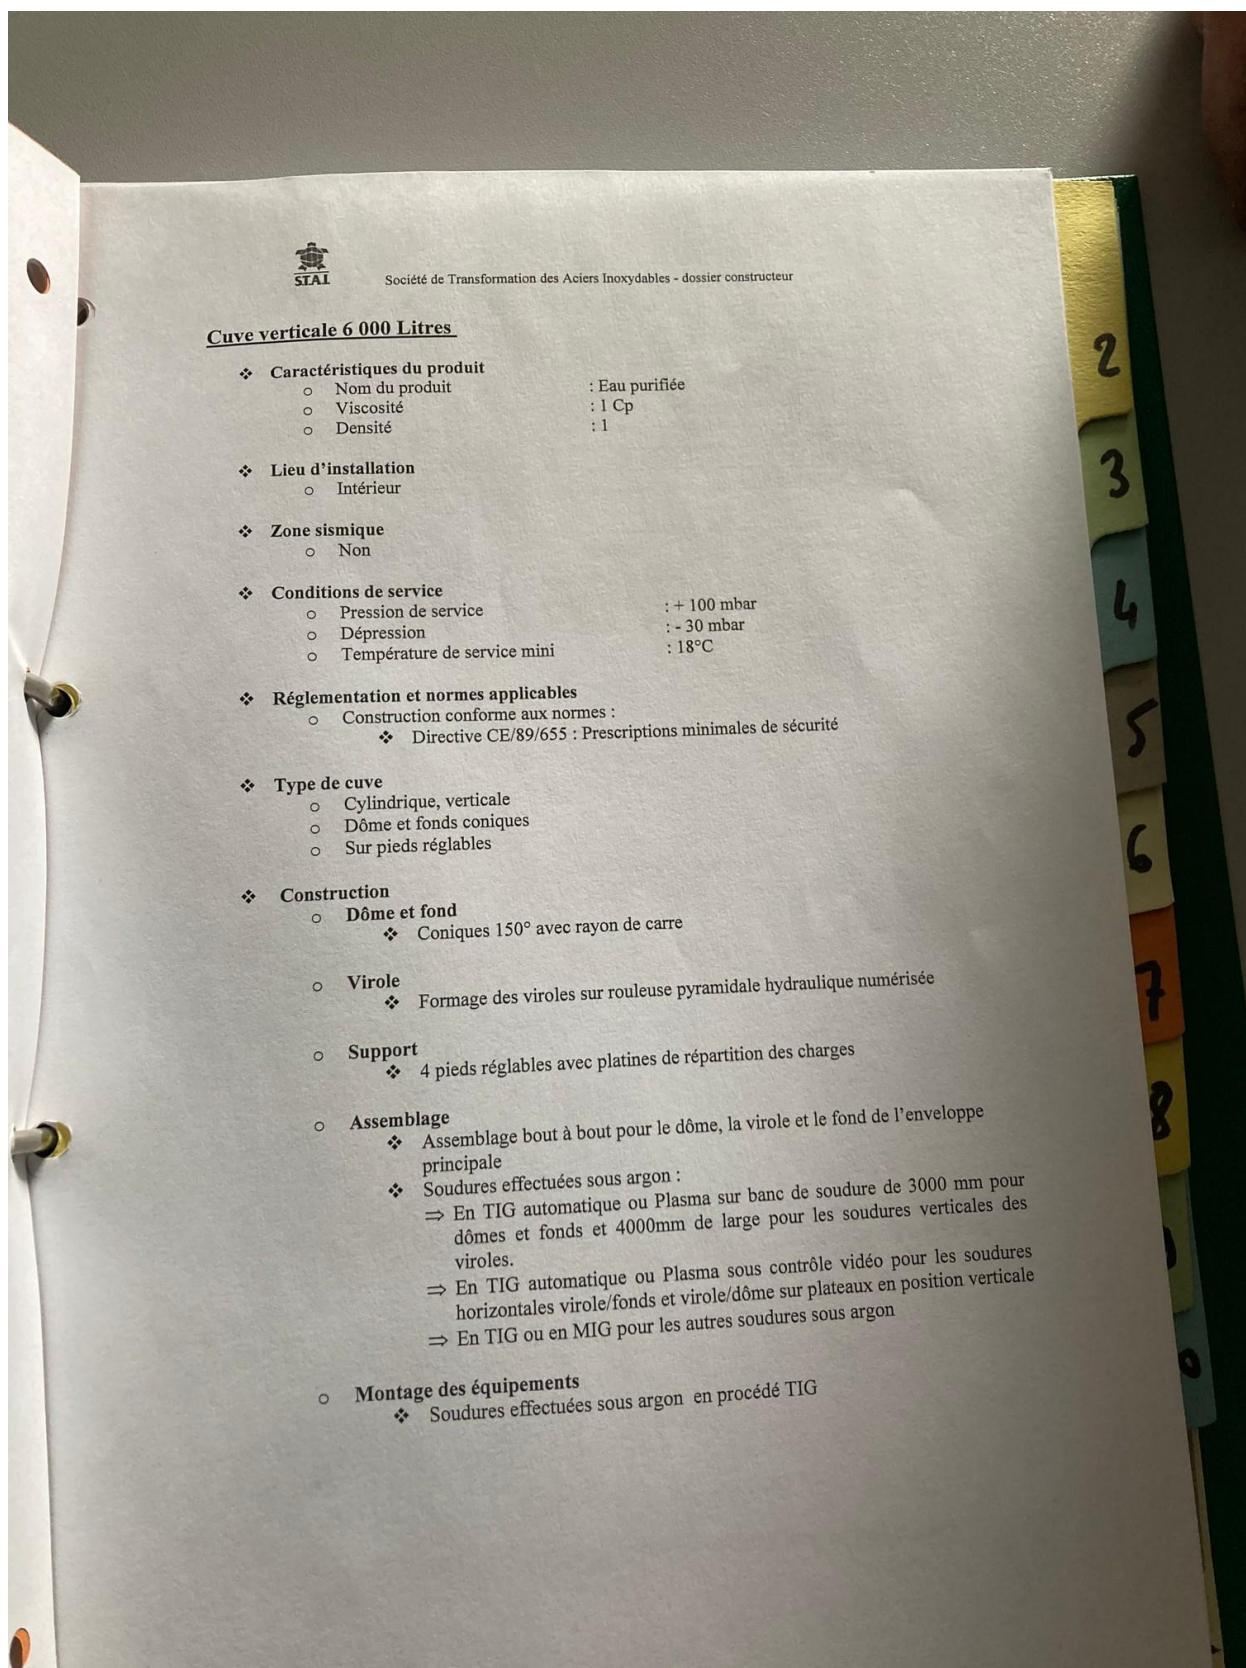 S.T.A.I.
Société de Transformation des Aciers Inoxydables - dossier constructeur
Cuve verticale 6 000 Litres
❖ Caractéristiques du produit
o Nom du produit : Eau purifiée
o Viscosité : 1 Cp
o Densité : 1
❖ Lieu d'installation
o Intérieur
❖ Zone sismique
o Non
❖ Conditions de service
o Pression de service : + 100 mbar
o Dépression : - 30 mbar
o Température de service mini : 18°C
❖ Réglementation et normes applicables
o Construction conforme aux normes :
❖ Directive CE/89/655 : Prescriptions minimales de sécurité
❖ Type de cuve
o Cylindrique, verticale
o Dôme et fonds coniques
o Sur pieds réglables
❖ Construction
o Dôme et fond
❖ Coniques 150° avec rayon de carre
o Virole
❖ Formage des viroles sur rouleuse pyramidale hydraulique numérisée
o Support
❖ 4 pieds réglables avec platines de répartition des charges
o Assemblage
❖ Assemblage bout à bout pour le dôme, la virole et le fond de l'enveloppe
principale
❖ Soudures effectuées sous argon :
⇒ En TIG automatique ou Plasma sur banc de soudure de 3000 mm pour
dômes et fonds et 4000mm de large pour les soudures verticales des
viroles.
⇒ En TIG automatique ou Plasma sous contrôle vidéo pour les soudures
horizontales virole/fonds et virole/dôme sur plateaux en position verticale
⇒ En TIG ou en MIG pour les autres soudures sous argon
o Montage des équipements
❖ Soudures effectuées sous argon en procédé TIG
2
3
4
5
6
7
8